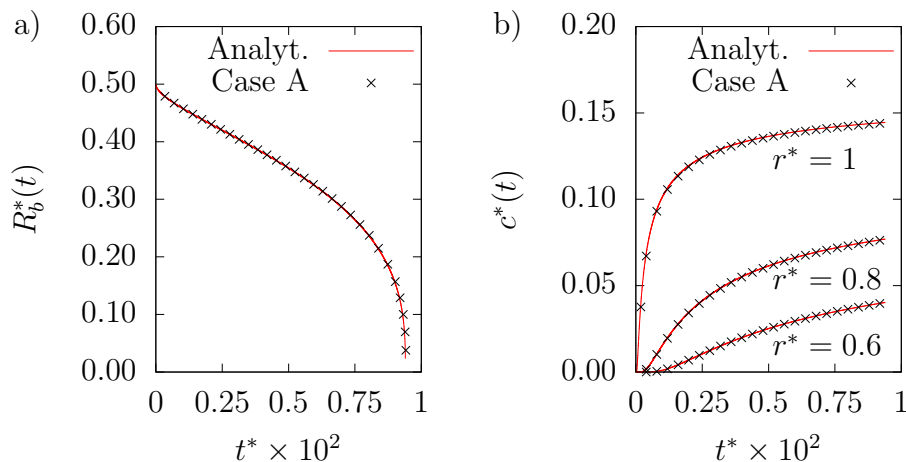 a)
0.60
0.50
0.40
0.30
0.20
0.10
0.00
R_b^*(t)
Analyt.
Case A
0 0.25 0.5 0.75 1
t^* × 10^2
b)
0.20
0.15
0.10
0.05
0.00
c^*(t)
Analyt.
Case A
r^* = 1
r^* = 0.8
r^* = 0.6
0 0.25 0.5 0.75 1
t^* × 10^2